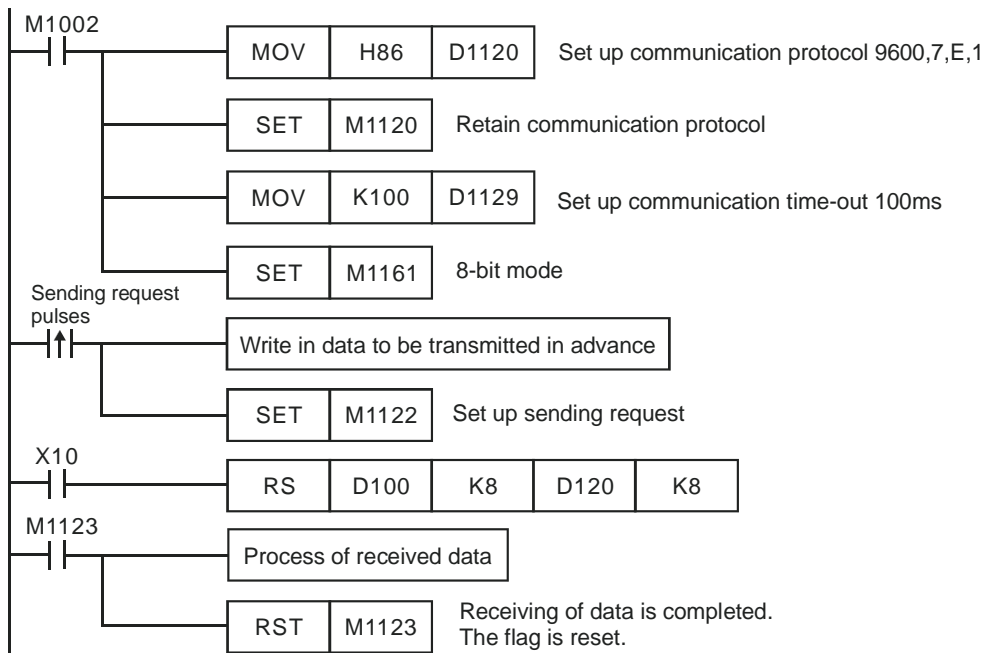 M1002
MOV H86 D1120 Set up communication protocol 9600,7,E,1
SET M1120 Retain communication protocol
MOV K100 D1129 Set up communication time-out 100ms
SET M1161 8-bit mode
Sending request
pulses
Write in data to be transmitted in advance
SET M1122 Set up sending request
X10
RS D100 K8 D120 K8
M1123
Process of received data
RST M1123 Receiving of data is completed.
The flag is reset.